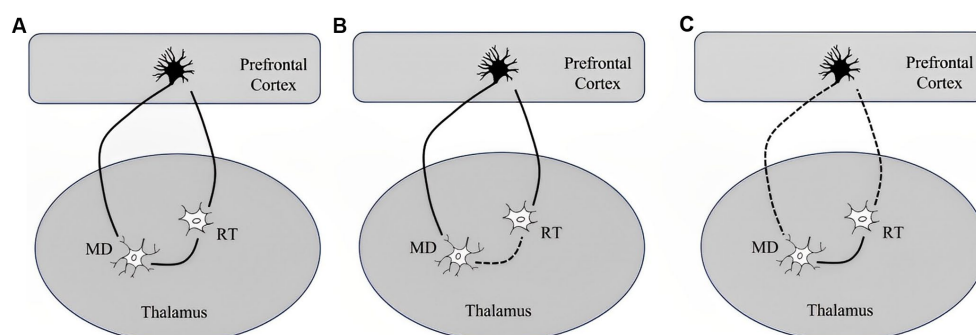 A
Prefrontal
Cortex
MD
RT
Thalamus
B
Prefrontal
Cortex
MD
RT
Thalamus
C
Prefrontal
Cortex
MD
RT
Thalamus